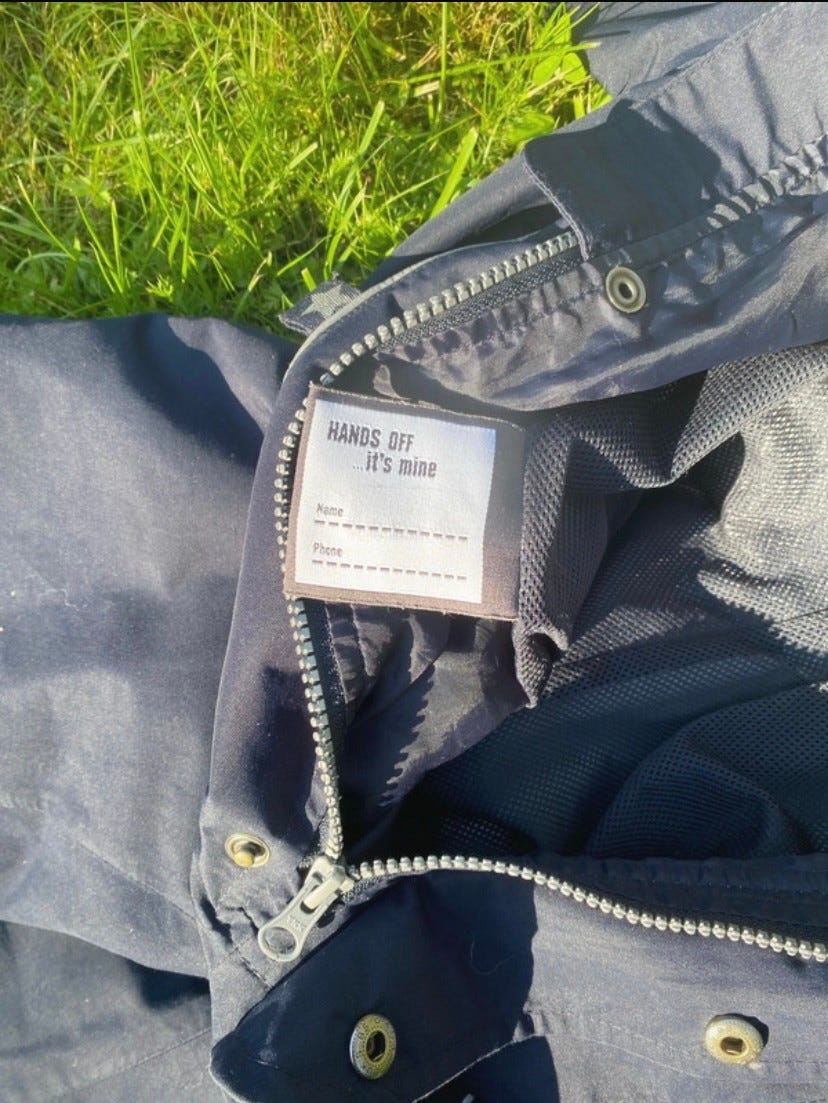 HANDS OFF
...it's mine
Name
Phone